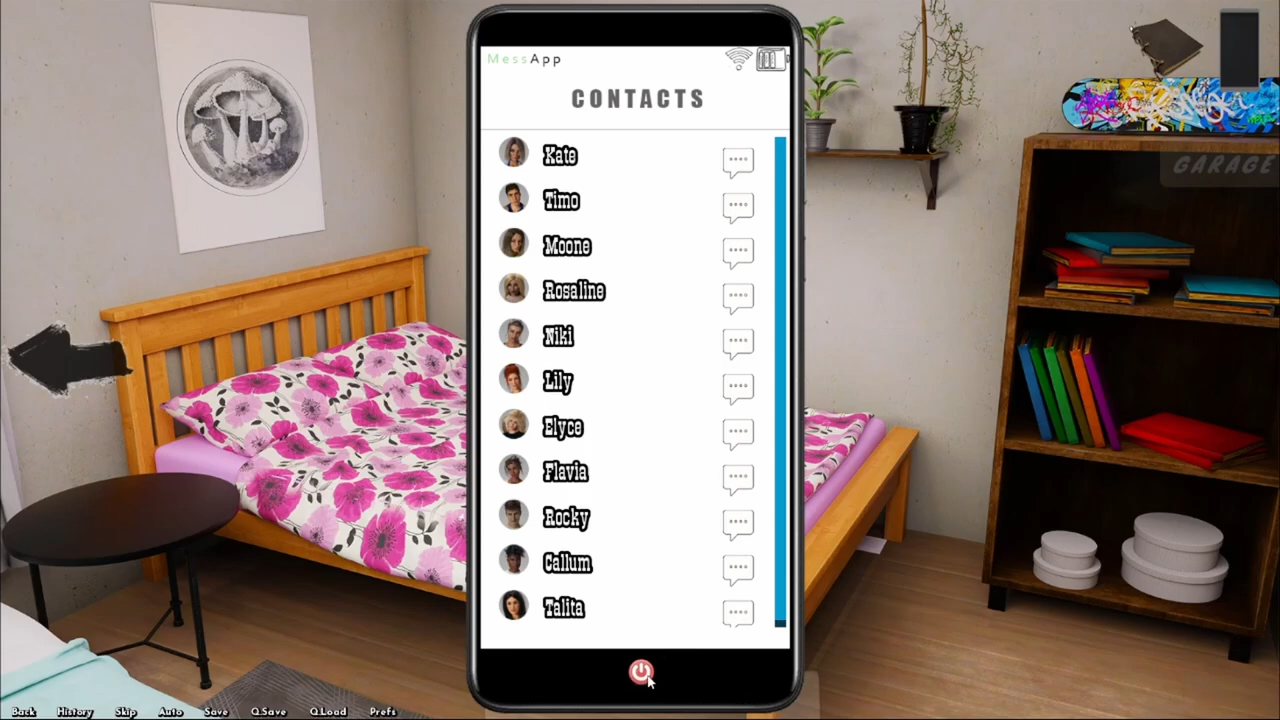 MessApp
CONTACTS
Kate
Timo
Moone
Rosaline
Niki
Lily
Elyce
Flavia
Rocky
Callum
Talita
GARAGE
Back History Skip Auto Save Q.Save Q.Load Prefs